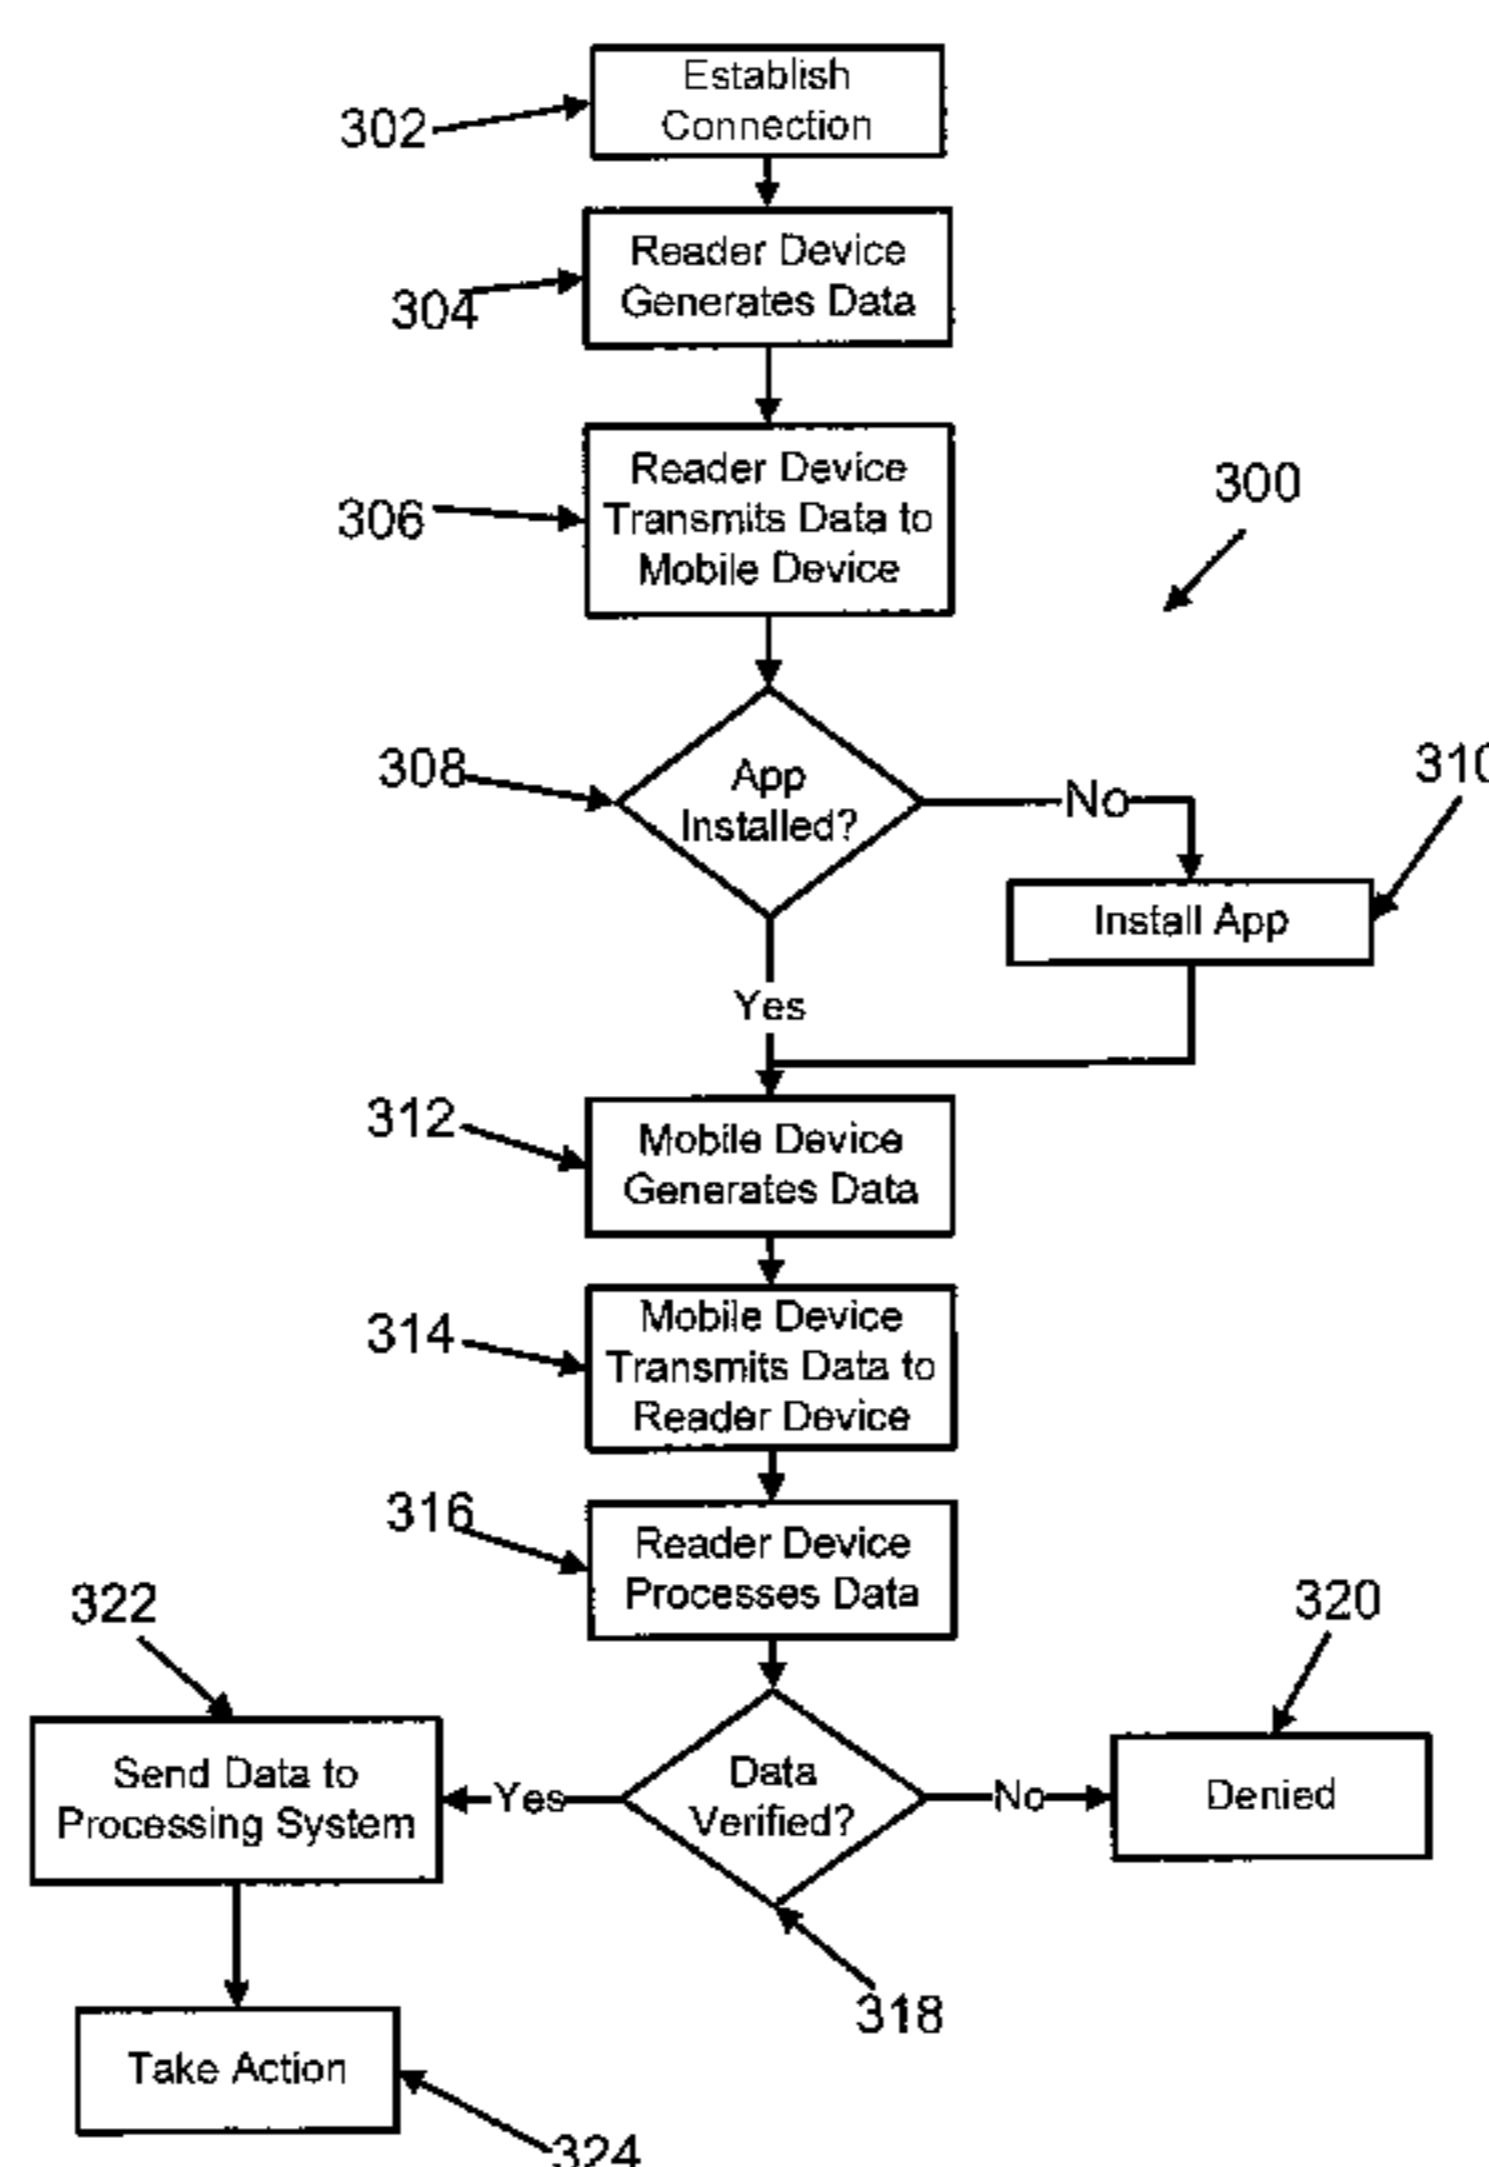 Establish
Connection
302
Reader Device
Generates Data
304
Reader Device
Transmits Data to
Mobile Device
306
300
App
Installed?
308
No
310
Install App
Yes
Mobile Device
Generates Data
312
Mobile Device
Transmits Data to
Reader Device
314
Reader Device
Processes Data
316
322
320
Send Data to
Processing System
Yes
Data
Verified?
No
Denied
318
Take Action
324